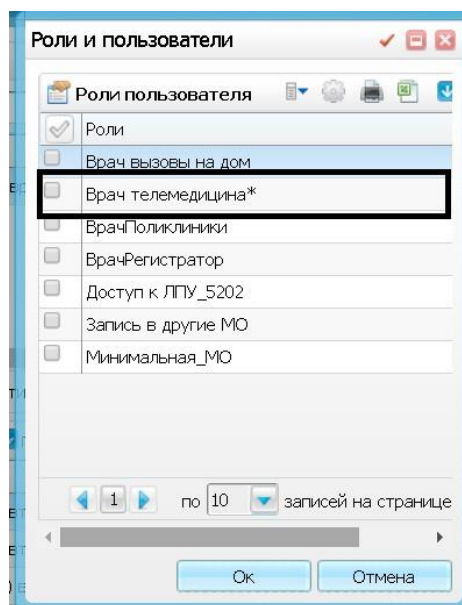 Роли и пользователи
Роли пользователя
Роли
Врач вызовы на дом
Врач телемедицина*
ВрачПоликлиники
ВрачРегистратор
Доступ к ЛПУ_5202
Запись в другие МО
Минимальная_МО
1 по 10 записей на странице
Ок Отмена